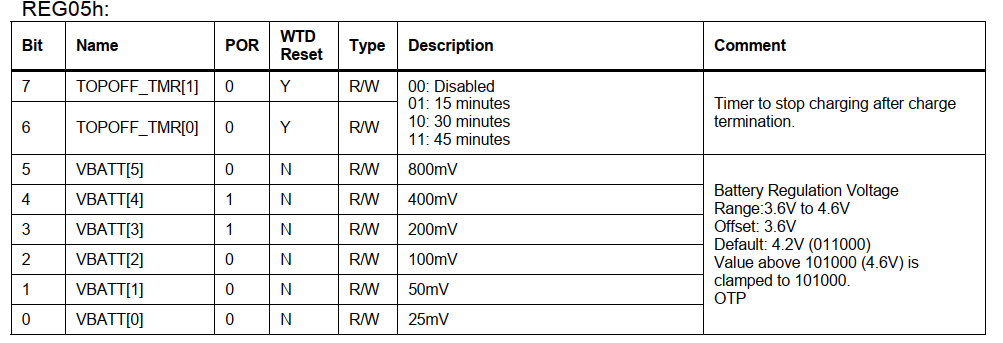 REG05h:
Bit Name POR WTD Reset Type Description Comment
7 TOPOFF_TMR[1] 0 Y R/W
6 TOPOFF_TMR[0] 0 Y R/W
00: Disabled
01: 15 minutes
10: 30 minutes
11: 45 minutes
Timer to stop charging after charge
termination.
5 VBATT[5] 0 N R/W 800mV
4 VBATT[4] 1 N R/W 400mV
3 VBATT[3] 1 N R/W 200mV
2 VBATT[2] 0 N R/W 100mV
1 VBATT[1] 0 N R/W 50mV
0 VBATT[0] 0 N R/W 25mV
Battery Regulation Voltage
Range:3.6V to 4.6V
Offset: 3.6V
Default: 4.2V (011000)
Value above 101000 (4.6V) is
clamped to 101000.
OTP